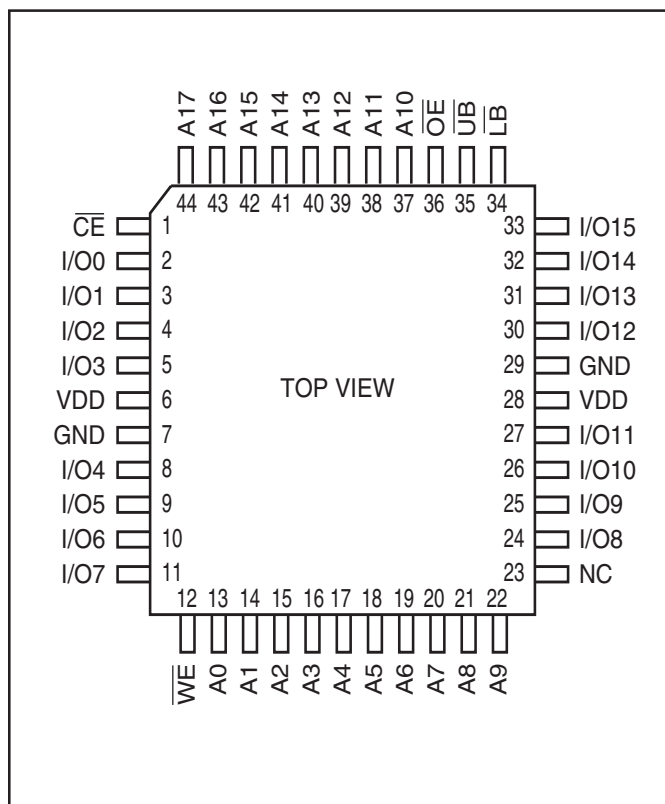 A17 A16 A15 A14 A13 A12 A11 A10 OE UB LB
44 43 42 41 40 39 38 37 36 35 34
CE 1 33 I/O15
I/O0 2 32 I/O14
I/O1 3 31 I/O13
I/O2 4 30 I/O12
I/O3 5 29 GND
TOP VIEW
VDD 6 28 VDD
GND 7 27 I/O11
I/O4 8 26 I/O10
I/O5 9 25 I/O9
I/O6 10 24 I/O8
I/O7 11 23 NC
12 13 14 15 16 17 18 19 20 21 22
WE A0 A1 A2 A3 A4 A5 A6 A7 A8 A9